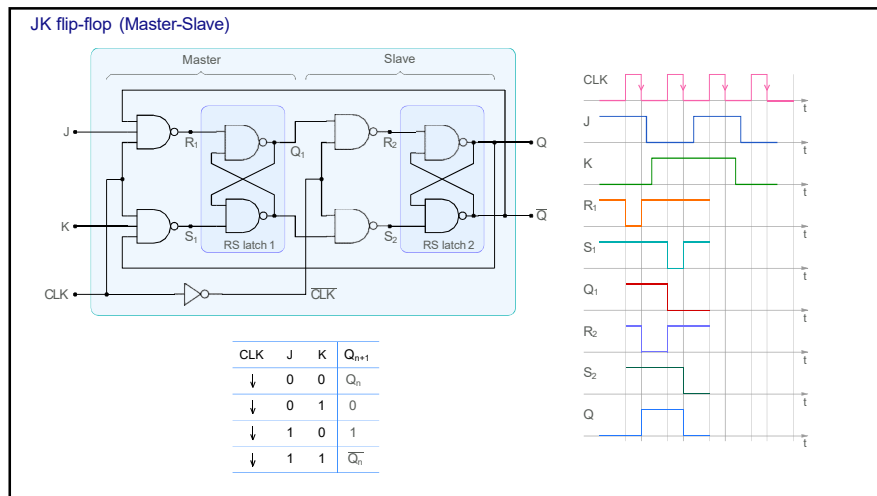 JK flip-flop (Master-Slave)
Master Slave
J R₁ Q₁ R₂ Q
K S₁ S₂ Q̅
RS latch 1 RS latch 2
CLK C̅L̅K̅
CLK J K Qₙ₊₁
↓ 0 0 Qₙ
↓ 0 1 0
↓ 1 0 1
↓ 1 1 Q̅ₙ
CLK t
J t
K t
R₁ t
S₁ t
Q₁ t
R₂ t
S₂ t
Q t